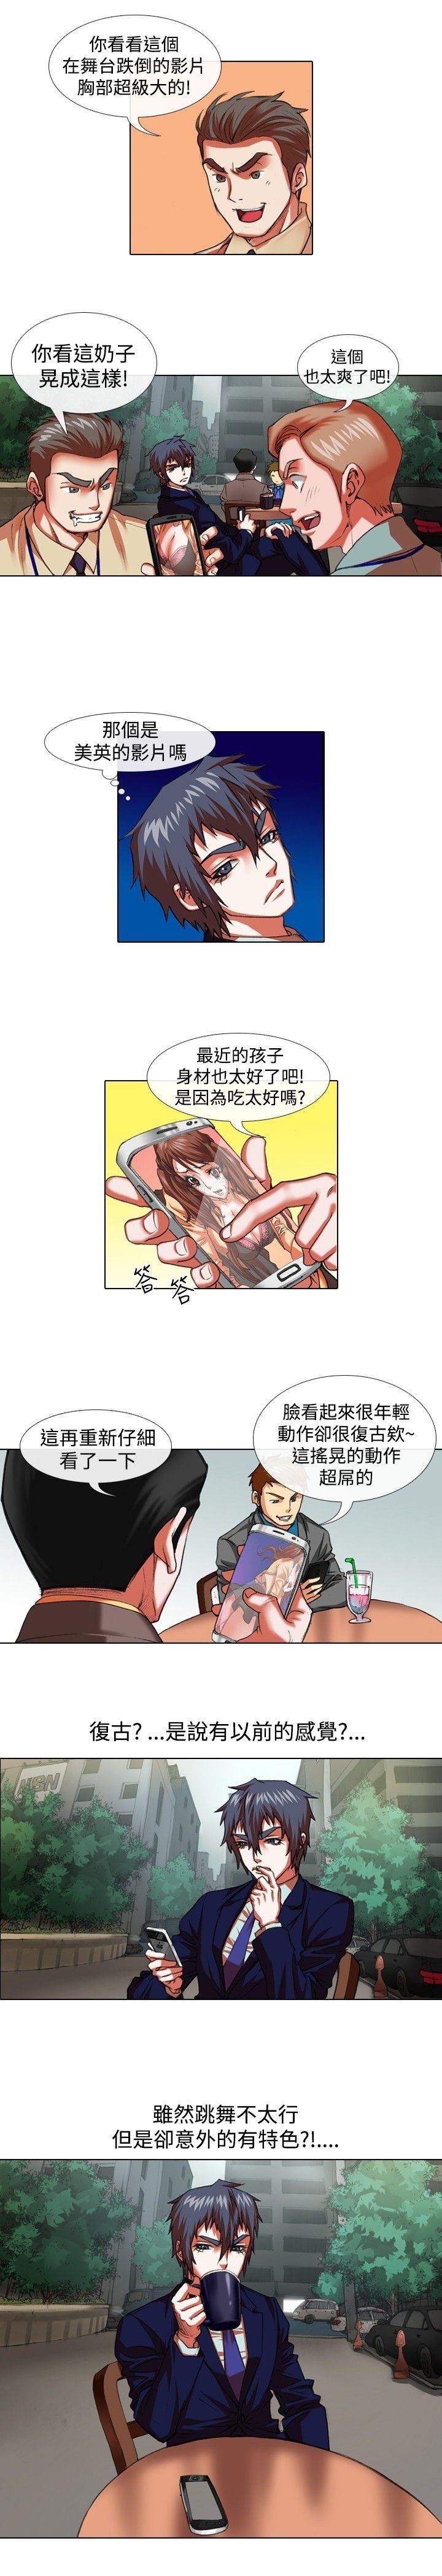 你看看這個
在舞台跌倒的影片
胸部超級大的!
你看這奶子
晃成這樣!
這個
也太爽了吧!
那個是
美英的影片嗎
最近的孩子
身材也太好了吧!
是因為吃太好嗎?
答
答
這再重新仔細
看了一下
臉看起來很年輕
動作卻很復古欸~
這搖晃的動作
超屌的
復古? ...是說有以前的感覺?...
HSN
雖然跳舞不太行
但是卻意外的有特色?!....